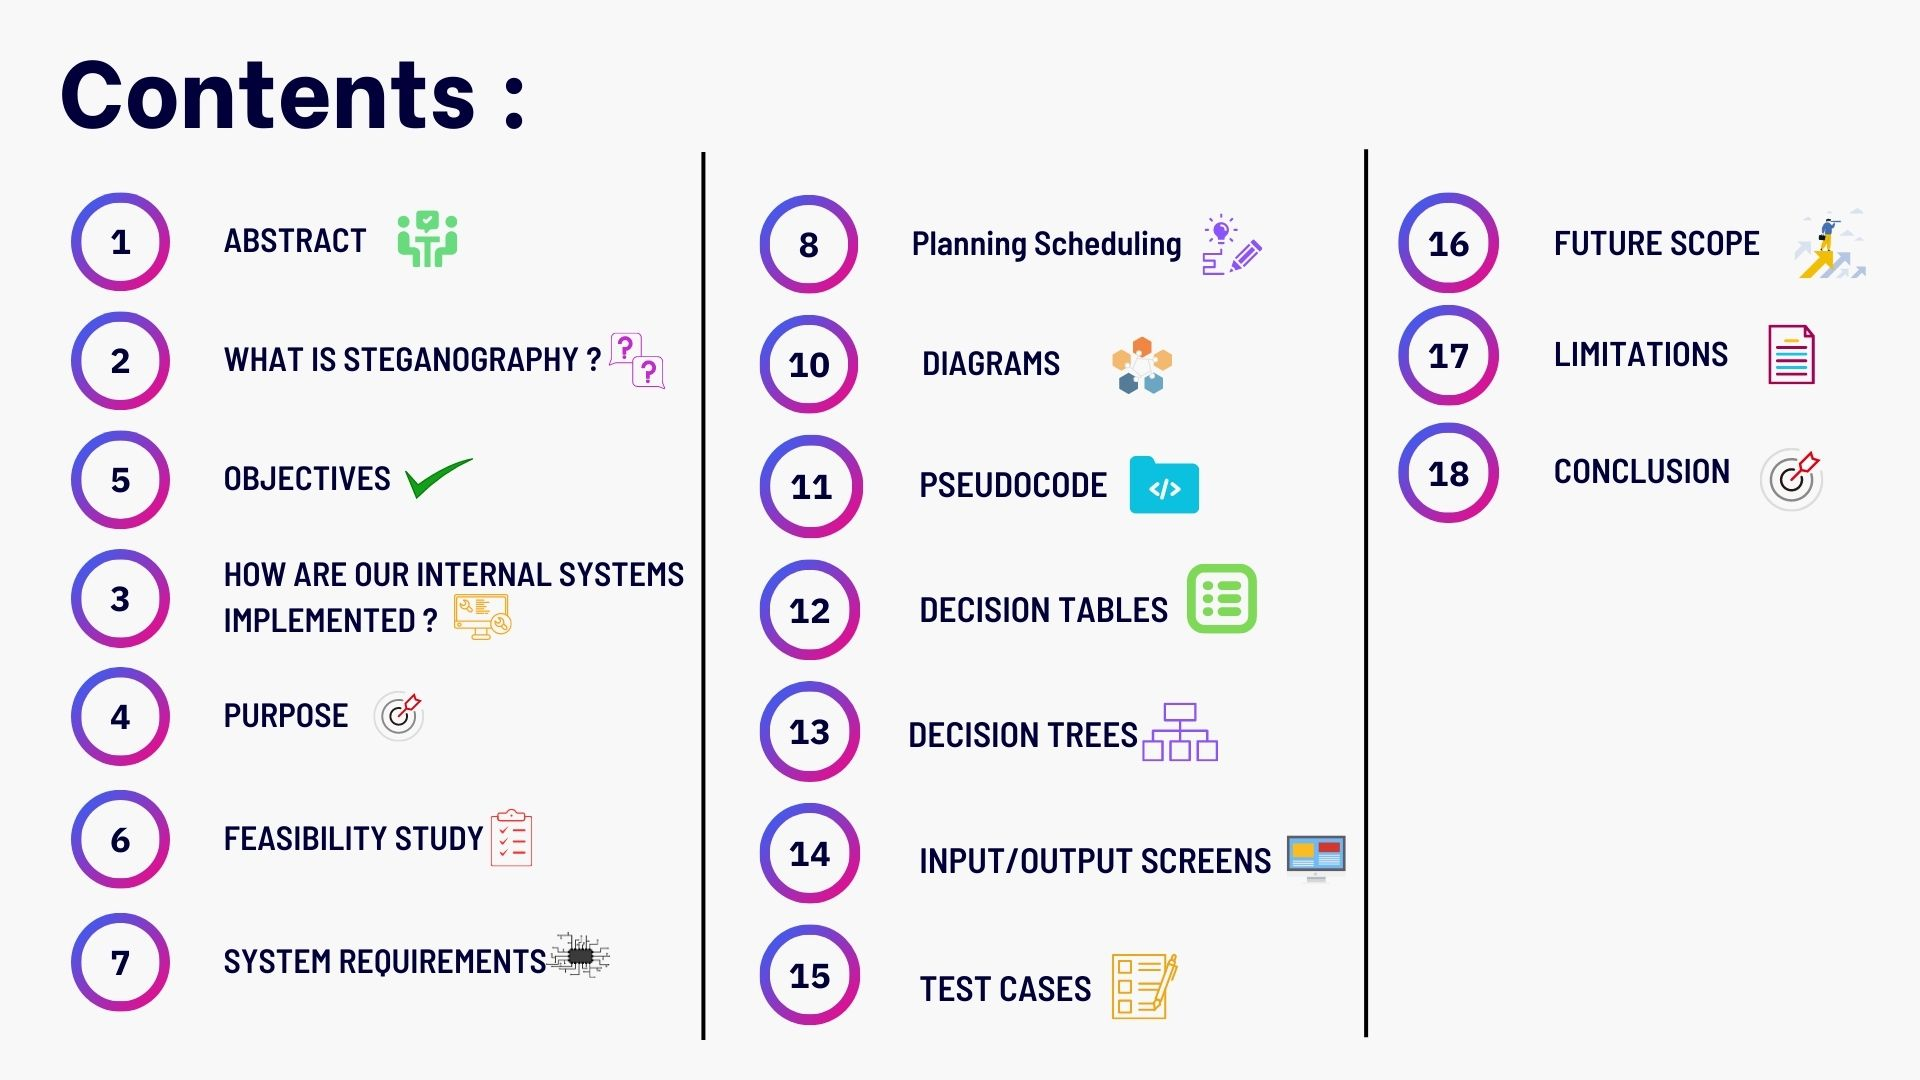 Contents :
1 ABSTRACT
2 WHAT IS STEGANOGRAPHY ?
? ?
5 OBJECTIVES
3 HOW ARE OUR INTERNAL SYSTEMS
IMPLEMENTED ?
4 PURPOSE
6 FEASIBILITY STUDY
7 SYSTEM REQUIREMENTS
8 Planning Scheduling
10 DIAGRAMS
11 PSEUDOCODE </>
12 DECISION TABLES
13 DECISION TREES
14 INPUT/OUTPUT SCREENS
15 TEST CASES
16 FUTURE SCOPE
17 LIMITATIONS
18 CONCLUSION